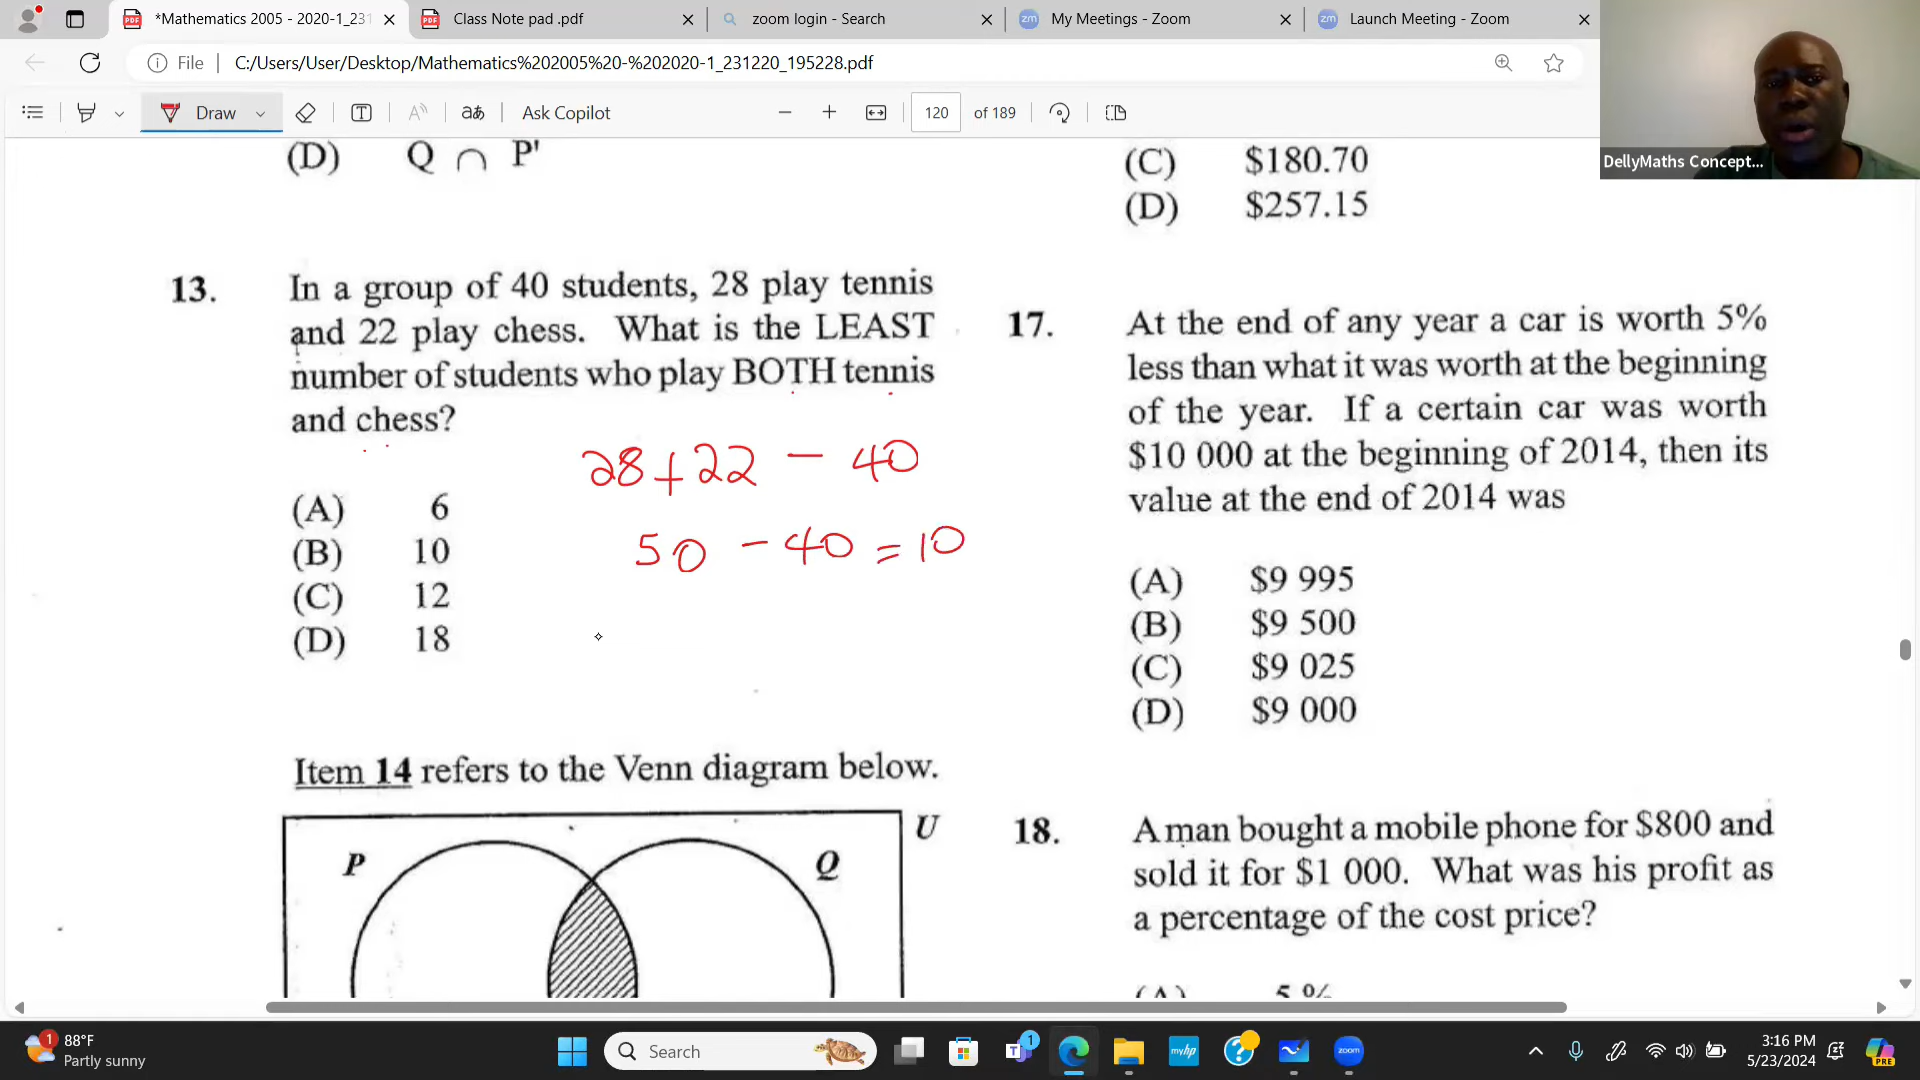 *Mathematics 2005 - 2020-1_231
Class Note pad .pdf
zoom login - Search
My Meetings - Zoom
Launch Meeting - Zoom
File
C:/Users/User/Desktop/Mathematics%202005%20-%202020-1_231220_195228.pdf
Draw
Ask Copilot
120
of 189
DellyMaths Concept...
(D) Q ∩ P'
13. In a group of 40 students, 28 play tennis
and 22 play chess. What is the LEAST
number of students who play BOTH tennis
and chess?
28+22 - 40
50 - 40 = 10
(A) 6
(B) 10
(C) 12
(D) 18
Item 14 refers to the Venn diagram below.
U
P
Q
(C) $180.70
(D) $257.15
17. At the end of any year a car is worth 5%
less than what it was worth at the beginning
of the year. If a certain car was worth
$10 000 at the beginning of 2014, then its
value at the end of 2014 was
(A) $9 995
(B) $9 500
(C) $9 025
(D) $9 000
18. A man bought a mobile phone for $800 and
sold it for $1 000. What was his profit as
a percentage of the cost price?
(A) 5 %
1
88°F
Partly sunny
Search
1
myhp
zoom
3:16 PM
5/23/2024
PRE